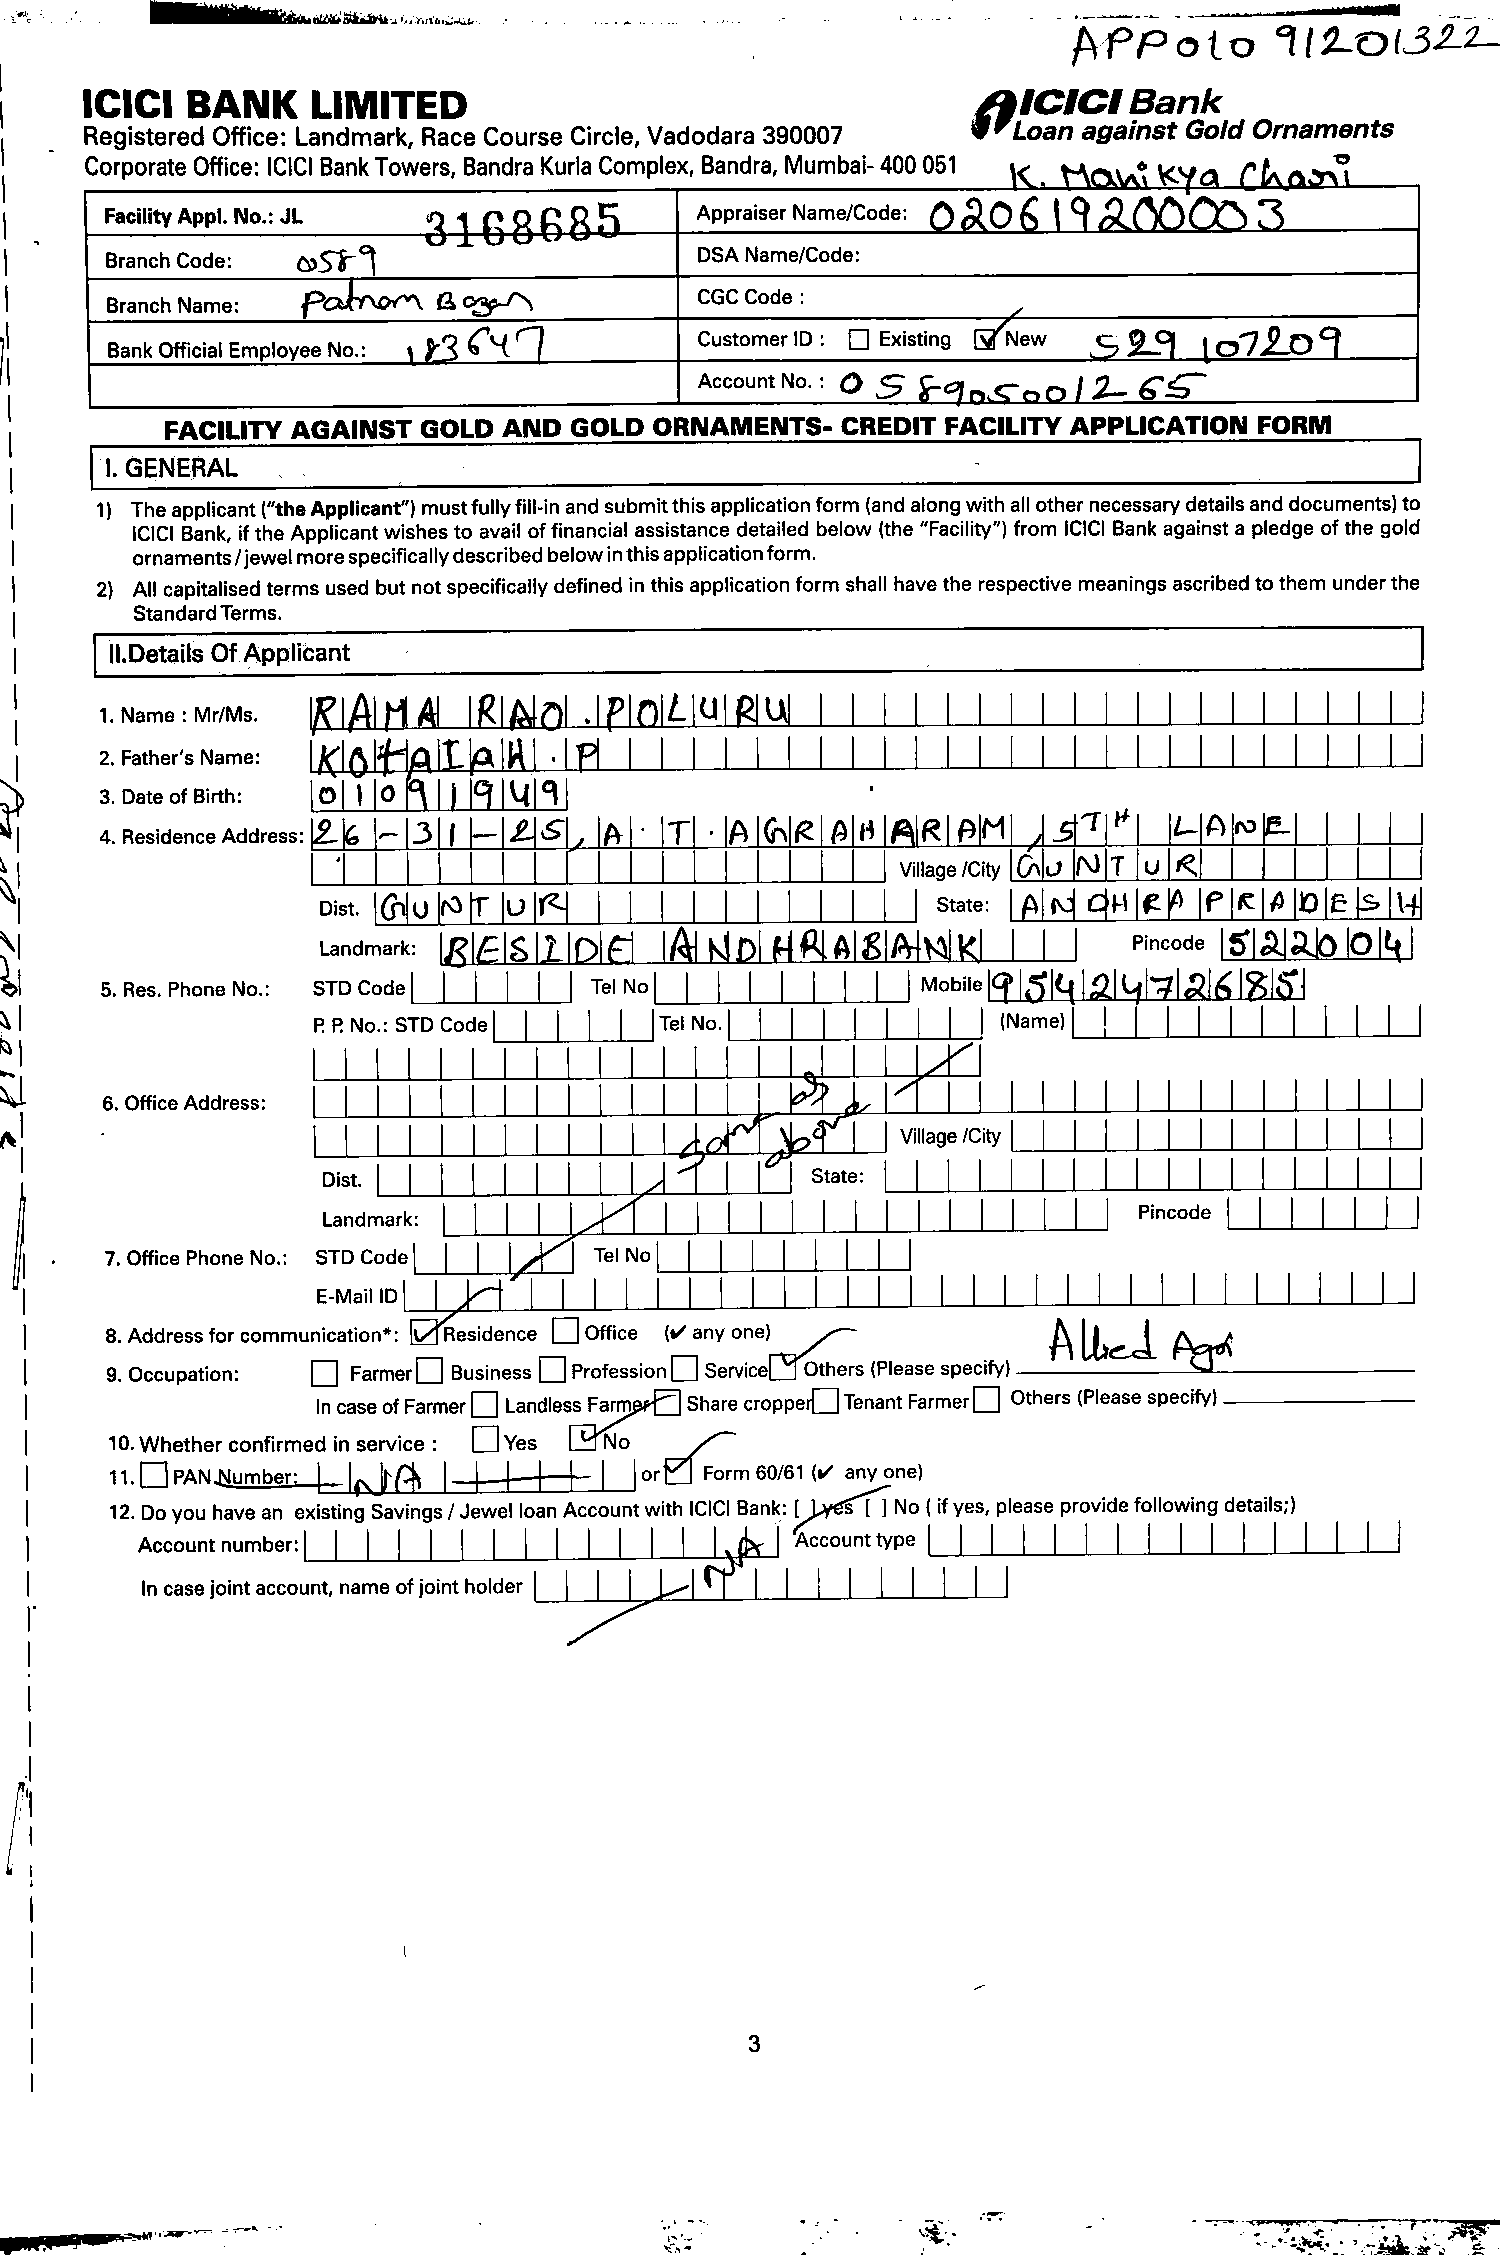 APPolo 91201322
ICICI BANK LIMITED
Registered Office: Landmark, Race Course Circle, Vadodara 390007
Corporate Office: ICICI Bank Towers, Bandra Kurla Complex, Bandra, Mumbai- 400 051
ICICI Bank
Loan against Gold Ornaments
K. Manikya Chari
Facility Appl. No.: JL 3168685
Appraiser Name/Code: 020619200003
Branch Code: 0589
DSA Name/Code:
Branch Name: Patnam Bazar
CGC Code :
Bank Official Employee No.: 183647
Customer ID : Existing New 529107209
Account No. : 058905001265
FACILITY AGAINST GOLD AND GOLD ORNAMENTS- CREDIT FACILITY APPLICATION FORM
I. GENERAL
1) The applicant ("the Applicant") must fully fill-in and submit this application form (and along with all other necessary details and documents) to
ICICI Bank, if the Applicant wishes to avail of financial assistance detailed below (the "Facility") from ICICI Bank against a pledge of the gold
ornaments / jewel more specifically described below in this application form.
2) All capitalised terms used but not specifically defined in this application form shall have the respective meanings ascribed to them under the
Standard Terms.
II.Details Of Applicant
1. Name : Mr/Ms. RAMA RAO . POLURU
2. Father's Name: KOtAIAH . P
3. Date of Birth: 01091949
4. Residence Address: 26-31-25, A.T. AGRAHARAM, 5TH LANE
Village /City GUNTUR
Dist. GUNTUR State: ANDHRA PRADESH
Landmark: BESIDE ANDHRABANK Pincode 522004
5. Res. Phone No.: STD Code Tel No Mobile 9542472685
P. P. No.: STD Code Tel No. (Name)
6. Office Address: Same as above
Village /City
Dist. State:
Landmark: Pincode
7. Office Phone No.: STD Code Tel No
E-Mail ID
8. Address for communication*: Residence Office (✓ any one)
9. Occupation: Farmer Business Profession Service Others (Please specify) Allied
In case of Farmer Landless Farmer Share cropper Tenant Farmer Others (Please specify)
10. Whether confirmed in service : Yes No
11. PAN Number: NA or Form 60/61 (✓ any one)
12. Do you have an existing Savings / Jewel loan Account with ICICI Bank: [ ] yes [ ] No ( if yes, please provide following details;)
Account number: Account type
NA
In case joint account, name of joint holder
3